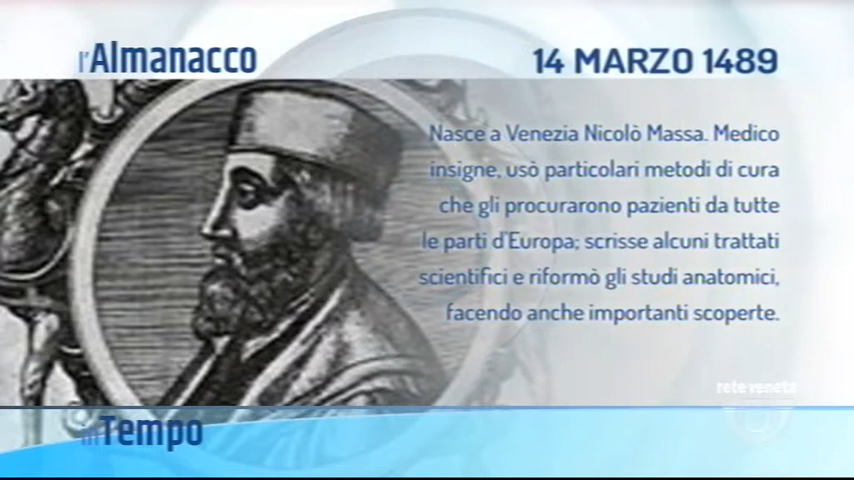 l'Almanacco
14 MARZO 1489
Nasce a Venezia Nicolò Massa. Medico
insigne, usò particolari metodi di cura
che gli procurarono pazienti da tutte
le parti d'Europa; scrisse alcuni trattati
scientifici e riformò gli studi anatomici,
facendo anche importanti scoperte.
rete veneta
inTempo